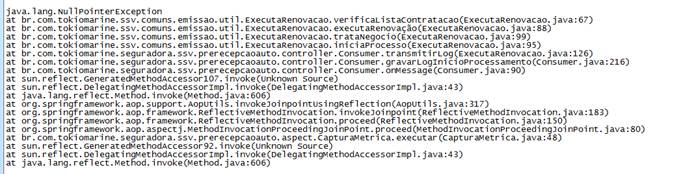 java.lang.NullPointerException
at br.com.tokiomarine.ssv.comuns.emissao.util.ExecutaRenovacao.verificaListaContratacao(ExecutaRenovacao.java:67)
at br.com.tokiomarine.ssv.comuns.emissao.util.ExecutaRenovacao.executaRenovação(ExecutaRenovacao.java:88)
at br.com.tokiomarine.ssv.comuns.emissao.util.ExecutaRenovacao.trataNegocio(ExecutaRenovacao.java:99)
at br.com.tokiomarine.ssv.comuns.emissao.util.ExecutaRenovacao.iniciaProcesso(ExecutaRenovacao.java:95)
at br.com.tokiomarine.seguradora.ssv.prerecepcaoauto.controller.Consumer.transmitirLog(Consumer.java:126)
at br.com.tokiomarine.seguradora.ssv.prerecepcaoauto.controller.Consumer.gravarLogInicioProcessamento(Consumer.java:216)
at br.com.tokiomarine.seguradora.ssv.prerecepcaoauto.controller.Consumer.onMessage(Consumer.java:90)
at sun.reflect.GeneratedMethodAccessor107.invoke(Unknown Source)
at sun.reflect.DelegatingMethodAccessorImpl.invoke(DelegatingMethodAccessorImpl.java:43)
at java.lang.reflect.Method.invoke(Method.java:606)
at org.springframework.aop.support.AopUtils.invokeJoinpointUsingReflection(AopUtils.java:317)
at org.springframework.aop.framework.ReflectiveMethodInvocation.invokeJoinpoint(ReflectiveMethodInvocation.java:183)
at org.springframework.aop.framework.ReflectiveMethodInvocation.proceed(ReflectiveMethodInvocation.java:150)
at org.springframework.aop.aspectj.MethodInvocationProceedingJoinPoint.proceed(MethodInvocationProceedingJoinPoint.java:80)
at br.com.tokiomarine.seguradora.ssv.prerecepcaoauto.aspect.CapturaMetrica.executar(CapturaMetrica.java:48)
at sun.reflect.GeneratedMethodAccessor92.invoke(Unknown Source)
at sun.reflect.DelegatingMethodAccessorImpl.invoke(DelegatingMethodAccessorImpl.java:43)
at java.lang.reflect.Method.invoke(Method.java:606)